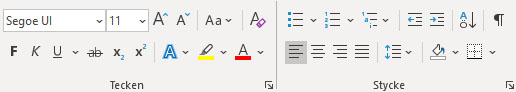 Segoe UI 11 A A Aa A
F K U ab x₂ x² A A
Tecken Stycke